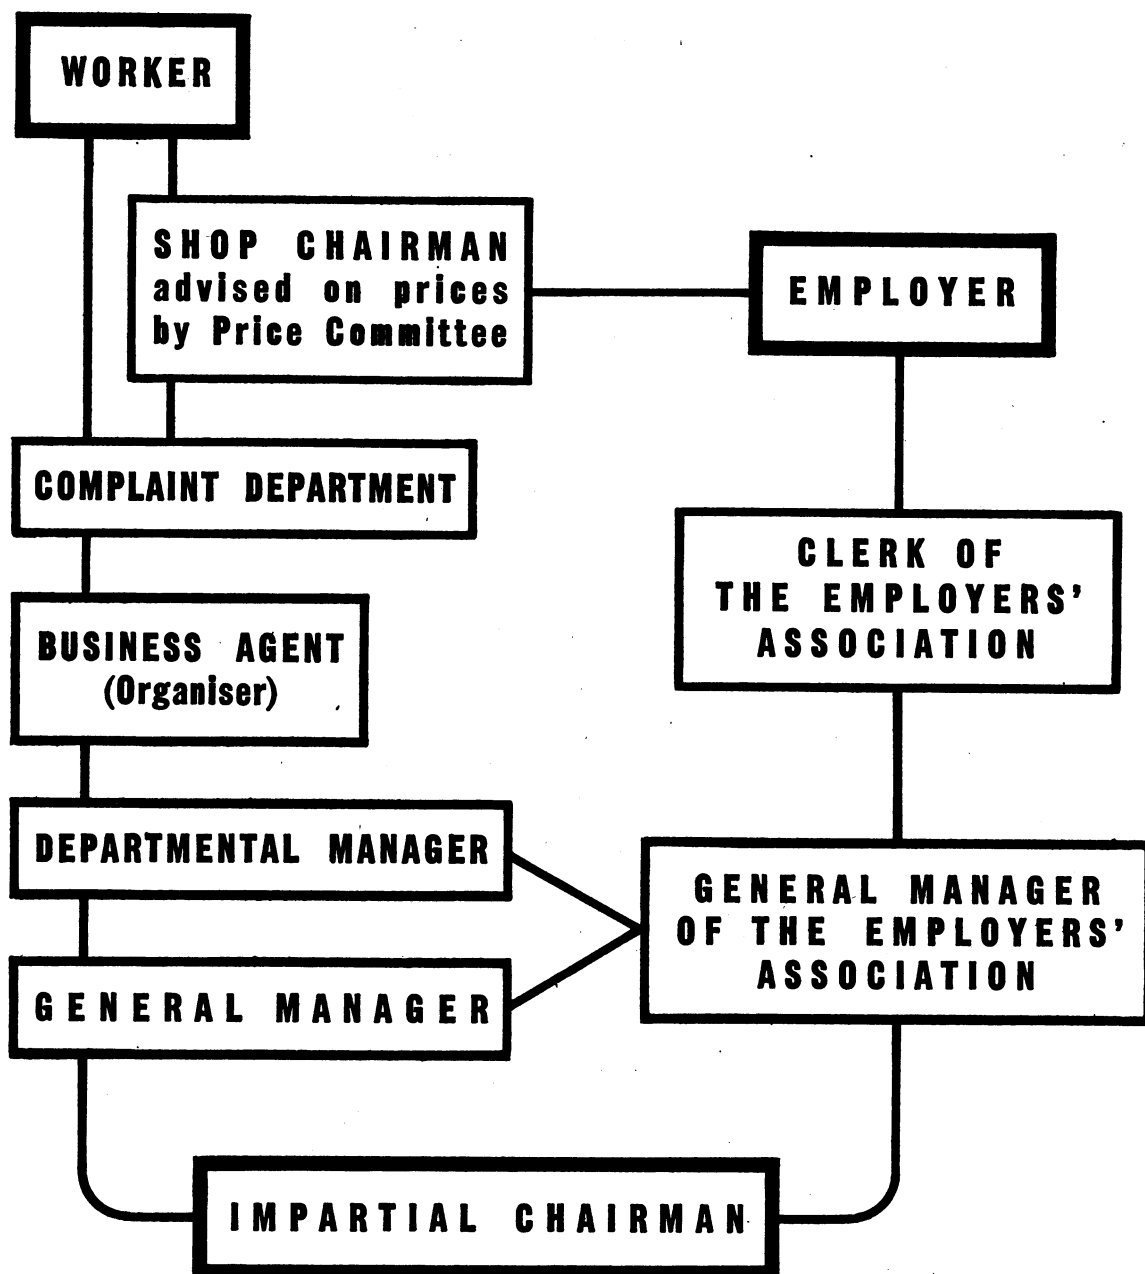 WORKER
SHOP CHAIRMAN
advised on prices
by Price Committee
EMPLOYER
COMPLAINT DEPARTMENT
CLERK OF
THE EMPLOYERS'
ASSOCIATION
BUSINESS AGENT
(Organiser)
DEPARTMENTAL MANAGER
GENERAL MANAGER
OF THE EMPLOYERS'
ASSOCIATION
GENERAL MANAGER
IMPARTIAL CHAIRMAN